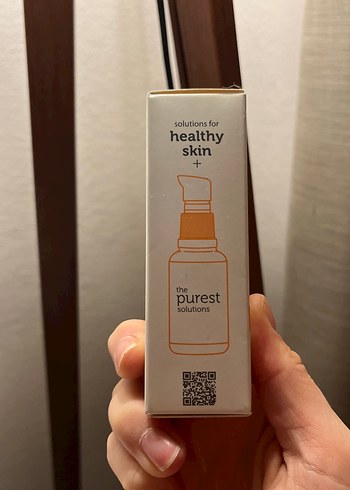 solutions for
healthy
skin
+
the
purest
solutions